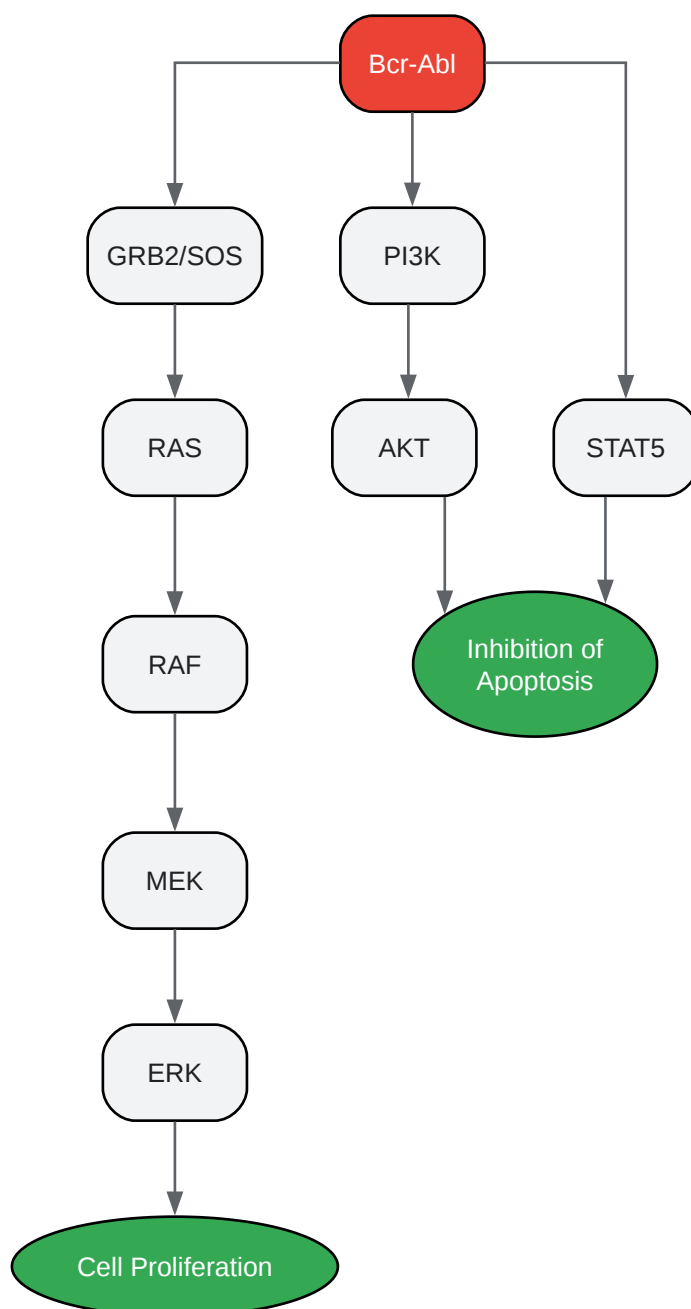 Bcr-Abl
GRB2/SOS
PI3K
RAS
AKT
STAT5
RAF
Inhibition of
Apoptosis
MEK
ERK
Cell Proliferation